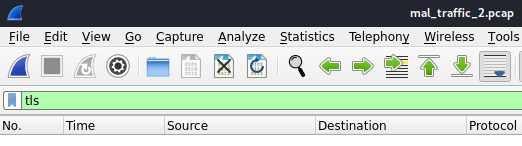 mal_traffic_2.pcap
File Edit View Go Capture Analyze Statistics Telephony Wireless Tools
tls
No. Time Source Destination Protocol